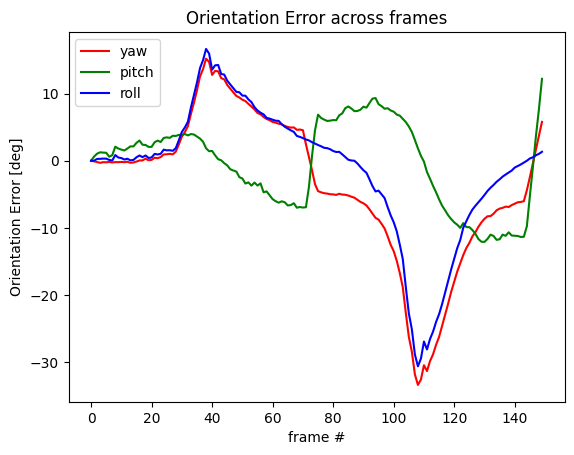 Orientation Error across frames
yaw
pitch
roll
Orientation Error [deg]
10
0
−10
−20
−30
0 20 40 60 80 100 120 140
frame #